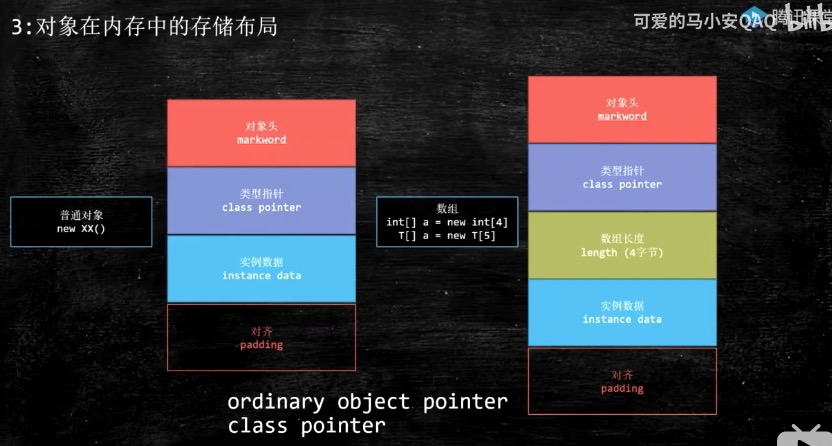 3:对象在内存中的存储布局
可爱的马小安QAQ
腾讯课堂
普通对象
new XX()
对象头
markword
类型指针
class pointer
实例数据
instance data
对齐
padding
数组
int[] a = new int[4]
T[] a = new T[5]
对象头
markword
类型指针
class pointer
数组长度
length (4字节)
实例数据
instance data
对齐
padding
ordinary object pointer
class pointer